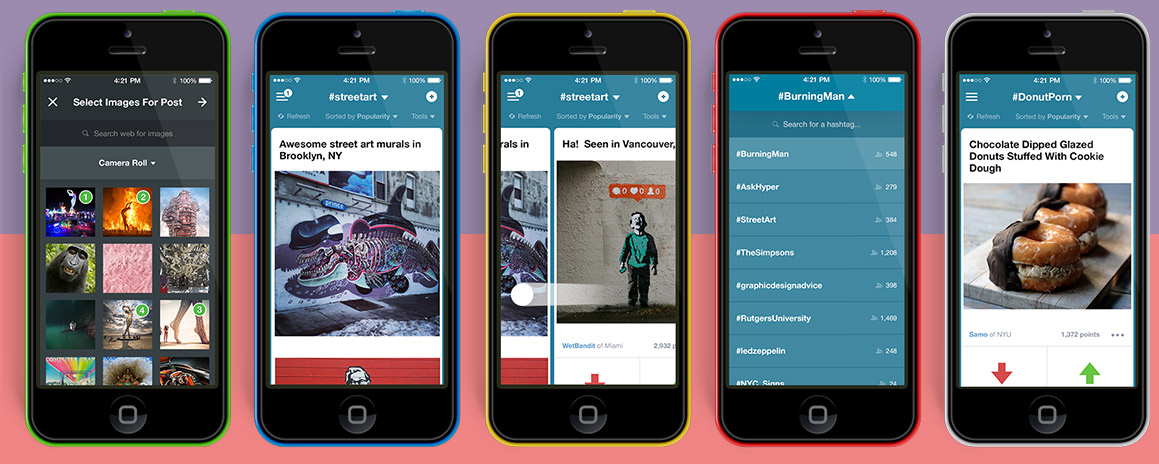 4:21 PM 100%
Select Images For Post
Search web for images
Camera Roll
1
2
4
3
4:21 PM 100%
1
#streetart
Refresh Sorted by Popularity Tools
Awesome street art murals in
Brooklyn, NY
prince
4:21 PM 100%
1
#streetart
Refresh Sorted by Popularity Tools
rals in
Ha! Seen in Vancouver,
0 0 0
WetBandit of Miami 2,932 p
4:21 PM 100%
#BurningMan
Search for a hashtag...
#BurningMan 548
#AskHyper 279
#StreetArt 384
#TheSimpsons 1,208
#graphicdesignadvice 398
#RutgersUniversity 1,469
#ledzeppelin 248
#NYC_Signs 24
4:21 PM 100%
#DonutPorn
Refresh Sorted by Popularity Tools
Chocolate Dipped Glazed
Donuts Stuffed With Cookie
Dough
Samo of NYU 1,372 points